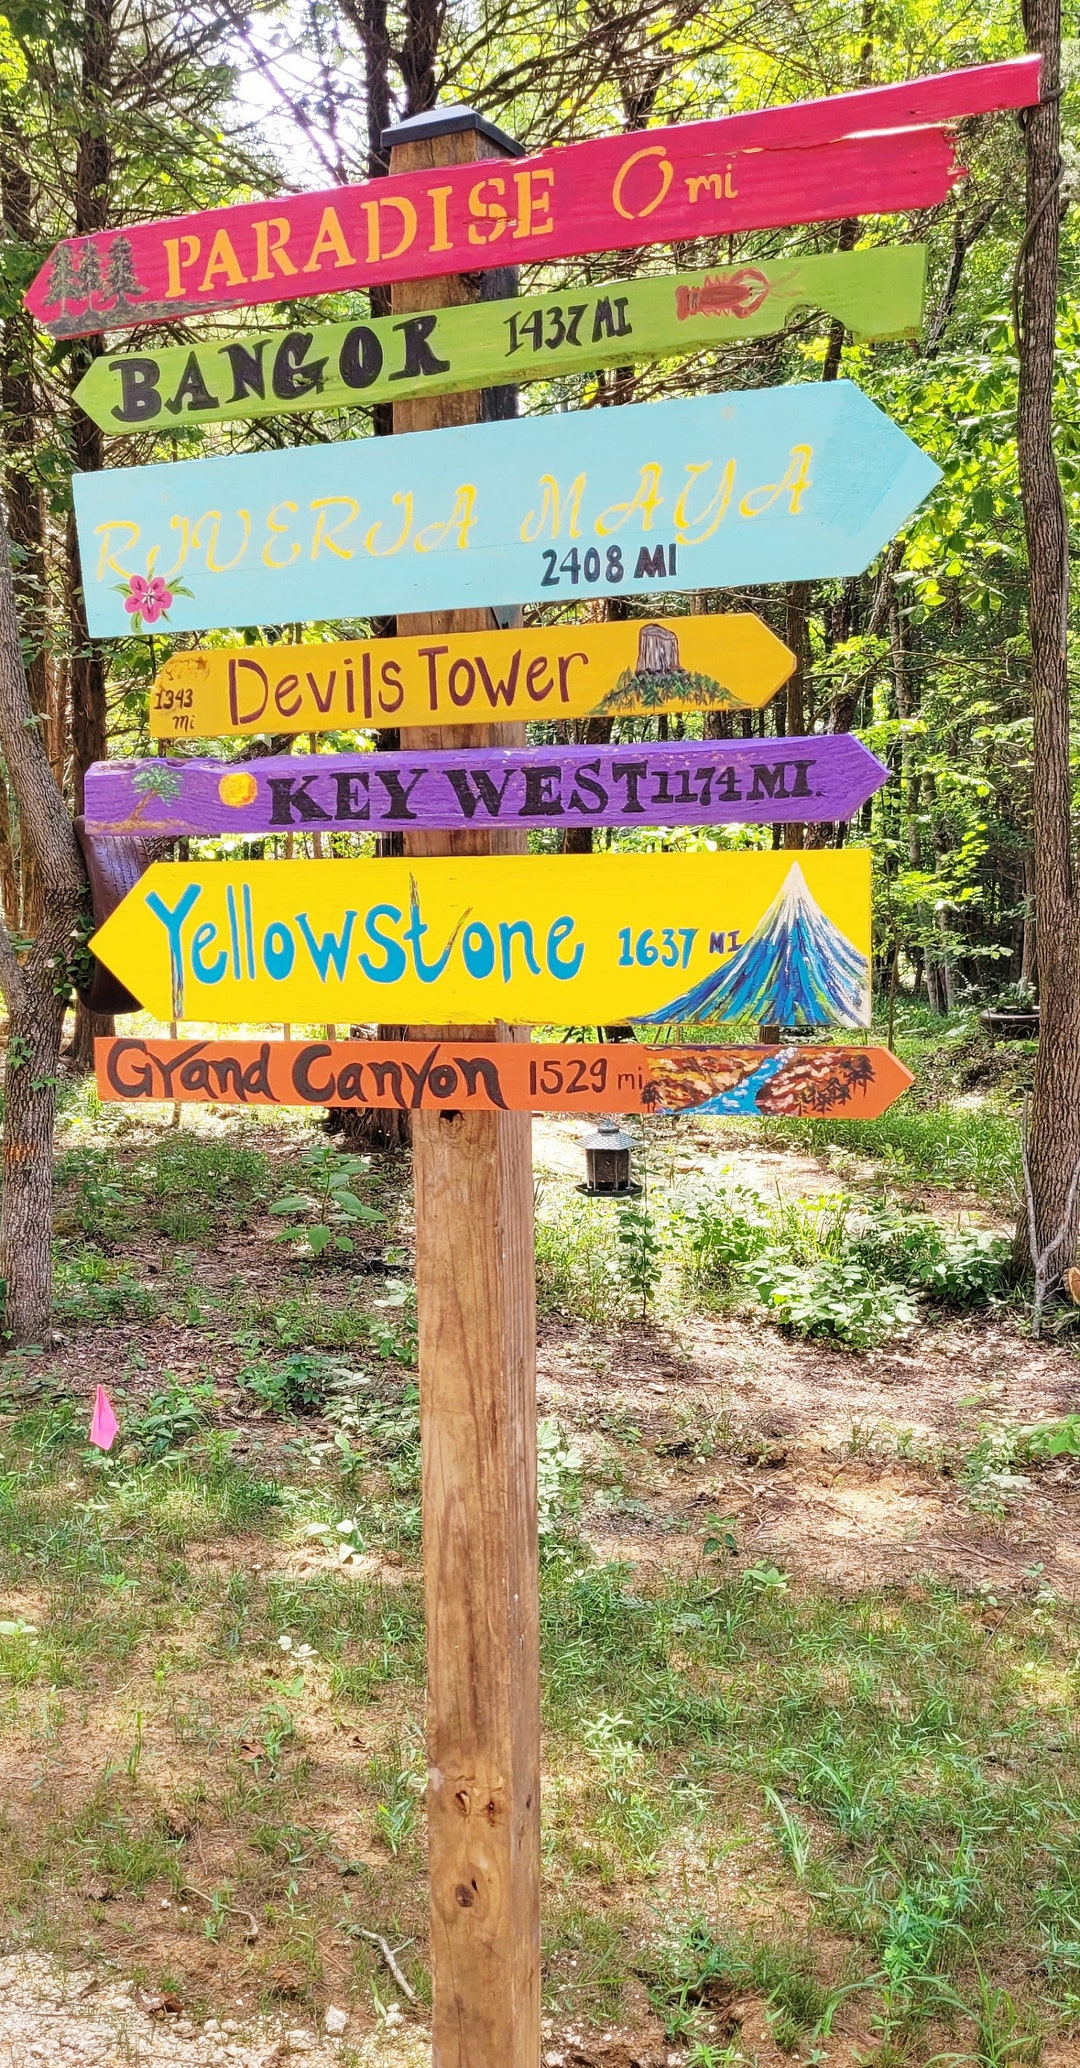 PARADISE 0 mi
BANGOR 1437 MI
RIVERIA MAYA
2408 MI
1343 mi Devils Tower
KEY WEST 1174 MI.
Yellowstone 1637 MI
Grand Canyon 1529 mi